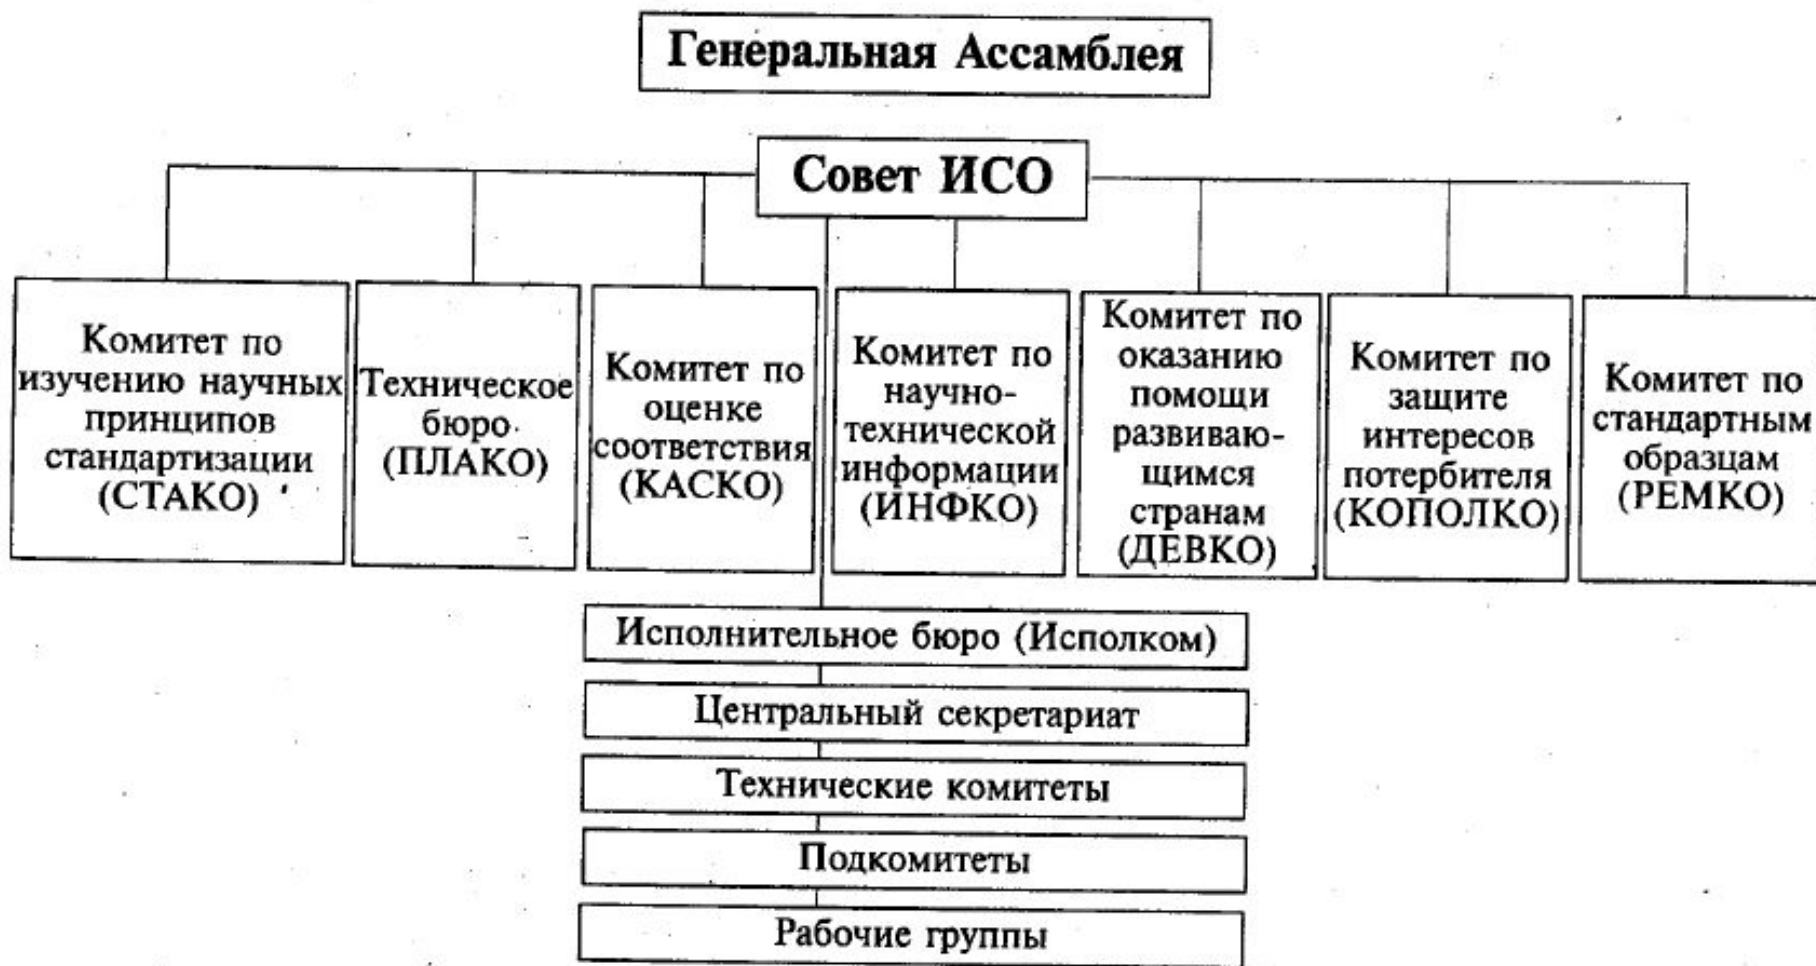 Генеральная Ассамблея
Совет ИСО
Комитет по
изучению научных
принципов
стандартизации
(СТАКО)
Техническое
бюро
(ПЛАКО)
Комитет по
оценке
соответствия
(КАСКО)
Комитет по
научно-
технической
информации
(ИНФКО)
Комитет по
оказанию
помощи
развиваю-
щимся
странам
(ДЕВКО)
Комитет по
защите
интересов
потербителя
(КОПОЛКО)
Комитет по
стандартным
образцам
(РЕМКО)
Исполнительное бюро (Исполком)
Центральный секретариат
Технические комитеты
Подкомитеты
Рабочие группы